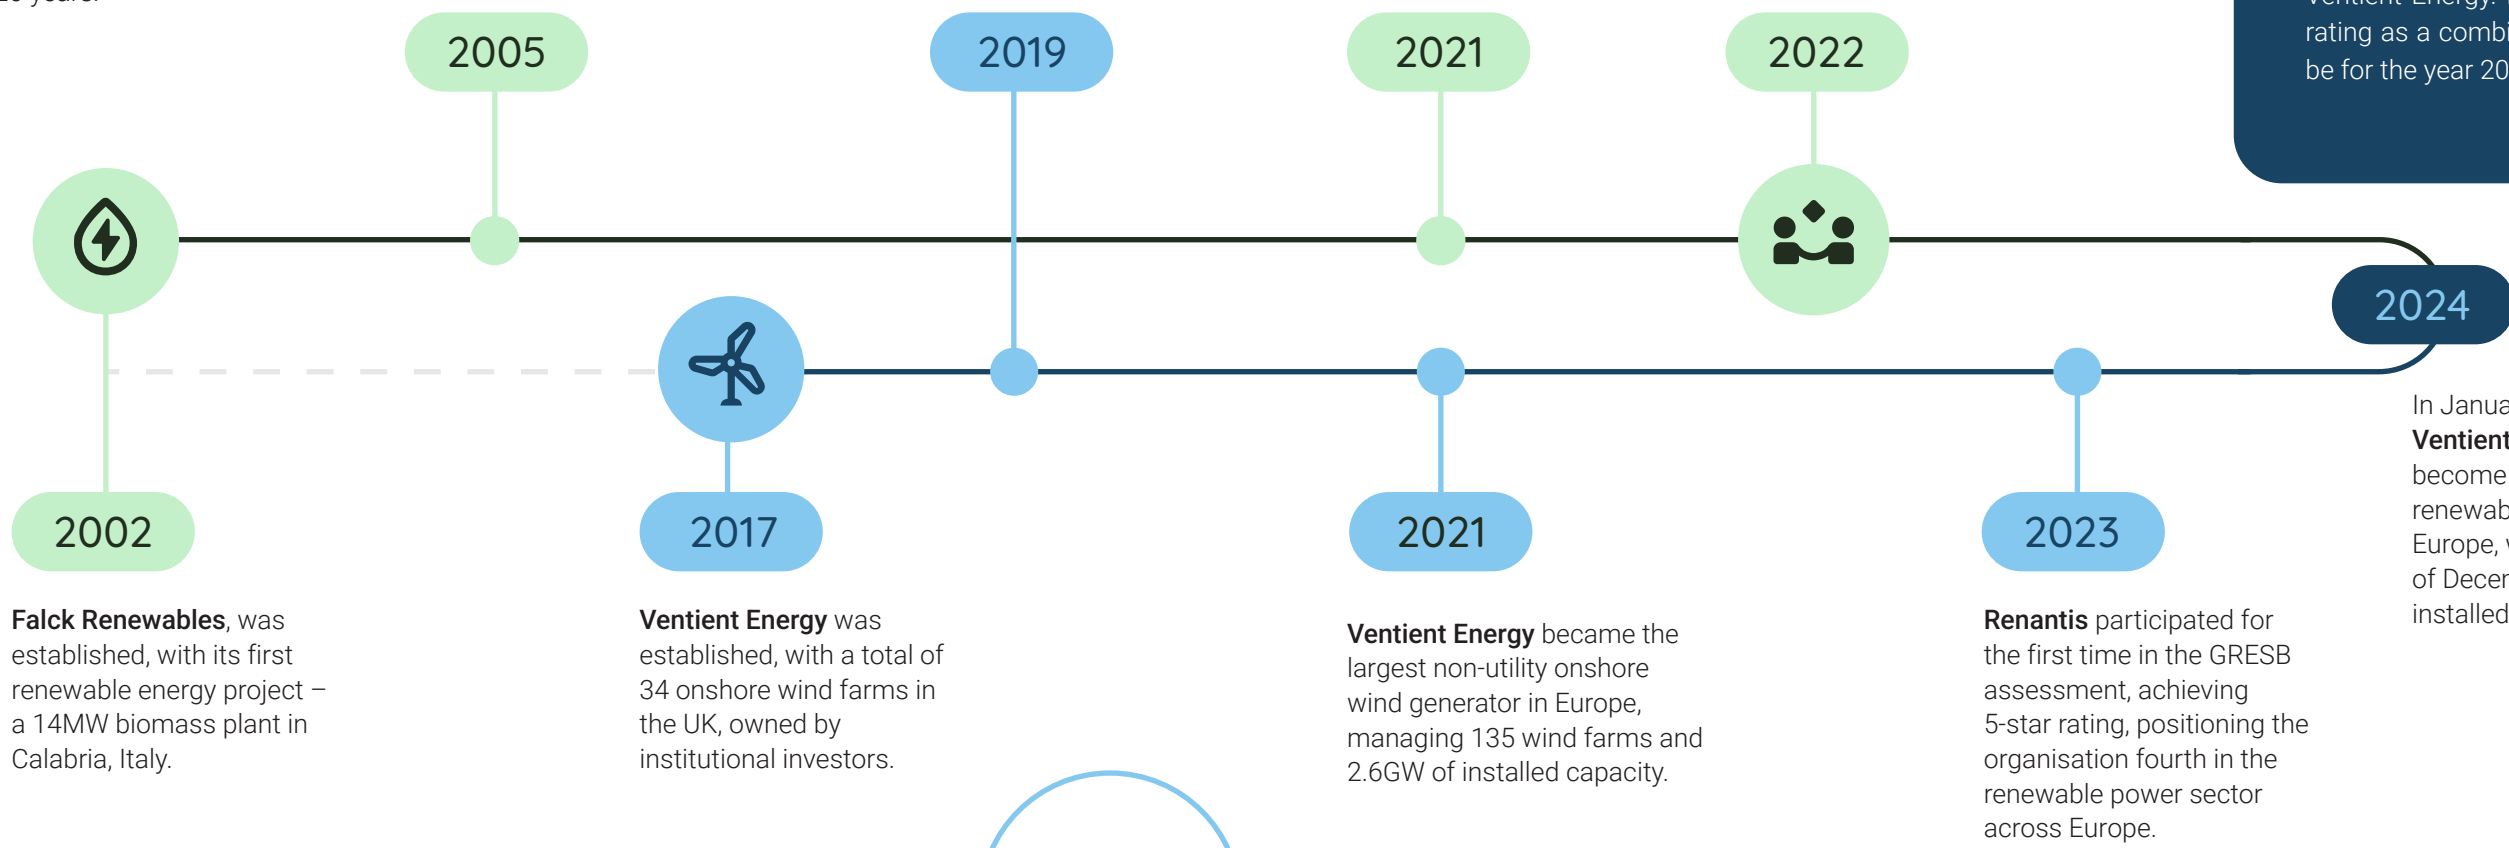 years.
Ventient Energy.
rating as a
be for the year
2005
2019
2021
2022
2024
2002
2017
2021
2023
Falck Renewables, was
established, with its first
renewable energy project –
a 14MW biomass plant in
Calabria, Italy.
Ventient Energy was
established, with a total of
34 onshore wind farms in
the UK, owned by
institutional investors.
Ventient Energy became the
largest non-utility onshore
wind generator in Europe,
managing 135 wind farms and
2.6GW of installed capacity.
Renantis participated for
the first time in the GRESB
assessment, achieving
5-star rating, positioning the
organisation fourth in the
renewable power sector
across Europe.
In
Ventient
become
Europe,
of
installed